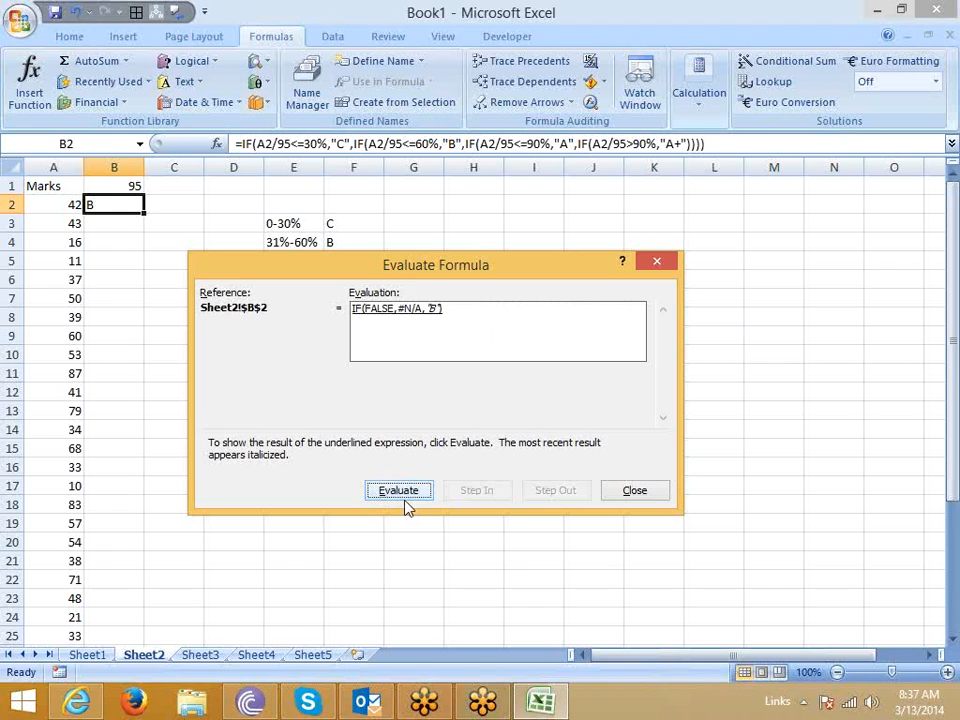 Book1 - Microsoft Excel
Home Insert Page Layout Formulas Data Review View Developer
fx Insert Function
Σ AutoSum
Recently Used
Financial
Logical
Text
Date & Time
Function Library
Name Manager
Define Name
Use in Formula
Create from Selection
Defined Names
Trace Precedents
Trace Dependents
Remove Arrows
Formula Auditing
Watch Window
Calculation
Conditional Sum
Lookup
Euro Conversion
Euro Formatting
Off
Solutions
B2 fx =IF(A2/95<=30%,"C",IF(A2/95<=60%,"B",IF(A2/95<=90%,"A",IF(A2/95>90%,"A+"))))
A B C D E F G H I J K L M N O
1 Marks 95
2 42 B
3 43 0-30% C
4 16 31%-60% B
5 11
6 37
7 50
8 39
9 60
10 53
11 87
12 41
13 79
14 34
15 68
16 33
17 10
18 83
19 57
20 54
21 38
22 71
23 48
24 21
25 33
Evaluate Formula
? x
Reference:
Sheet2!$B$2
Evaluation:
= IF(FALSE,#N/A,"B")
To show the result of the underlined expression, click Evaluate. The most recent result
appears italicized.
Evaluate Step In Step Out Close
Sheet1 Sheet2 Sheet3 Sheet4 Sheet5
Ready 100%
Links 8:37 AM
3/13/2014